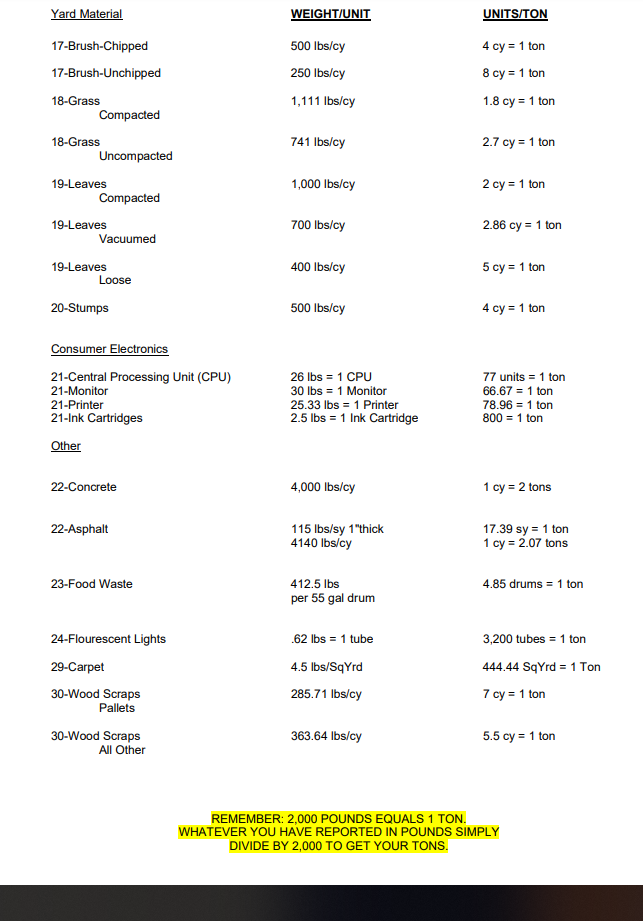 Yard Material WEIGHT/UNIT UNITS/TON
17-Brush-Chipped 500 lbs/cy 4 cy = 1 ton
17-Brush-Unchipped 250 lbs/cy 8 cy = 1 ton
18-Grass 1,111 lbs/cy 1.8 cy = 1 ton
Compacted
18-Grass 741 lbs/cy 2.7 cy = 1 ton
Uncompacted
19-Leaves 1,000 lbs/cy 2 cy = 1 ton
Compacted
19-Leaves 700 lbs/cy 2.86 cy = 1 ton
Vacuumed
19-Leaves 400 lbs/cy 5 cy = 1 ton
Loose
20-Stumps 500 lbs/cy 4 cy = 1 ton
Consumer Electronics
21-Central Processing Unit (CPU) 26 lbs = 1 CPU 77 units = 1 ton
21-Monitor 30 lbs = 1 Monitor 66.67 = 1 ton
21-Printer 25.33 lbs = 1 Printer 78.96 = 1 ton
21-Ink Cartridges 2.5 lbs = 1 Ink Cartridge 800 = 1 ton
Other
22-Concrete 4,000 lbs/cy 1 cy = 2 tons
22-Asphalt 115 lbs/sy 1"thick 17.39 sy = 1 ton
4140 lbs/cy 1 cy = 2.07 tons
23-Food Waste 412.5 lbs 4.85 drums = 1 ton
per 55 gal drum
24-Flourescent Lights .62 lbs = 1 tube 3,200 tubes = 1 ton
29-Carpet 4.5 lbs/SqYrd 444.44 SqYrd = 1 Ton
30-Wood Scraps 285.71 lbs/cy 7 cy = 1 ton
Pallets
30-Wood Scraps 363.64 lbs/cy 5.5 cy = 1 ton
All Other
REMEMBER: 2,000 POUNDS EQUALS 1 TON.
WHATEVER YOU HAVE REPORTED IN POUNDS SIMPLY
DIVIDE BY 2,000 TO GET YOUR TONS.